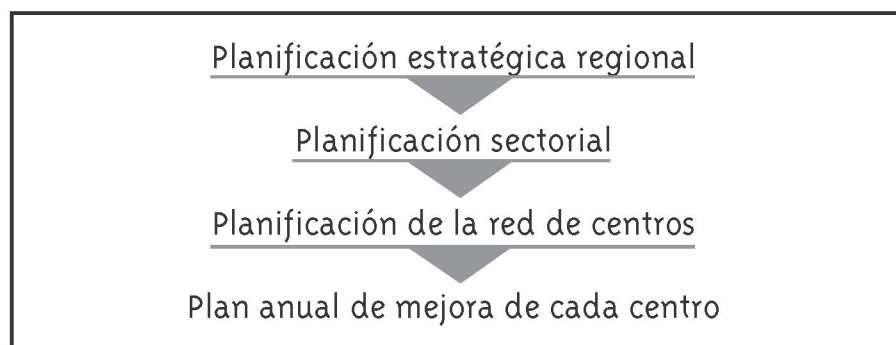 Planificación estratégica regional
Planificación sectorial
Planificación de la red de centros
Plan anual de mejora de cada centro